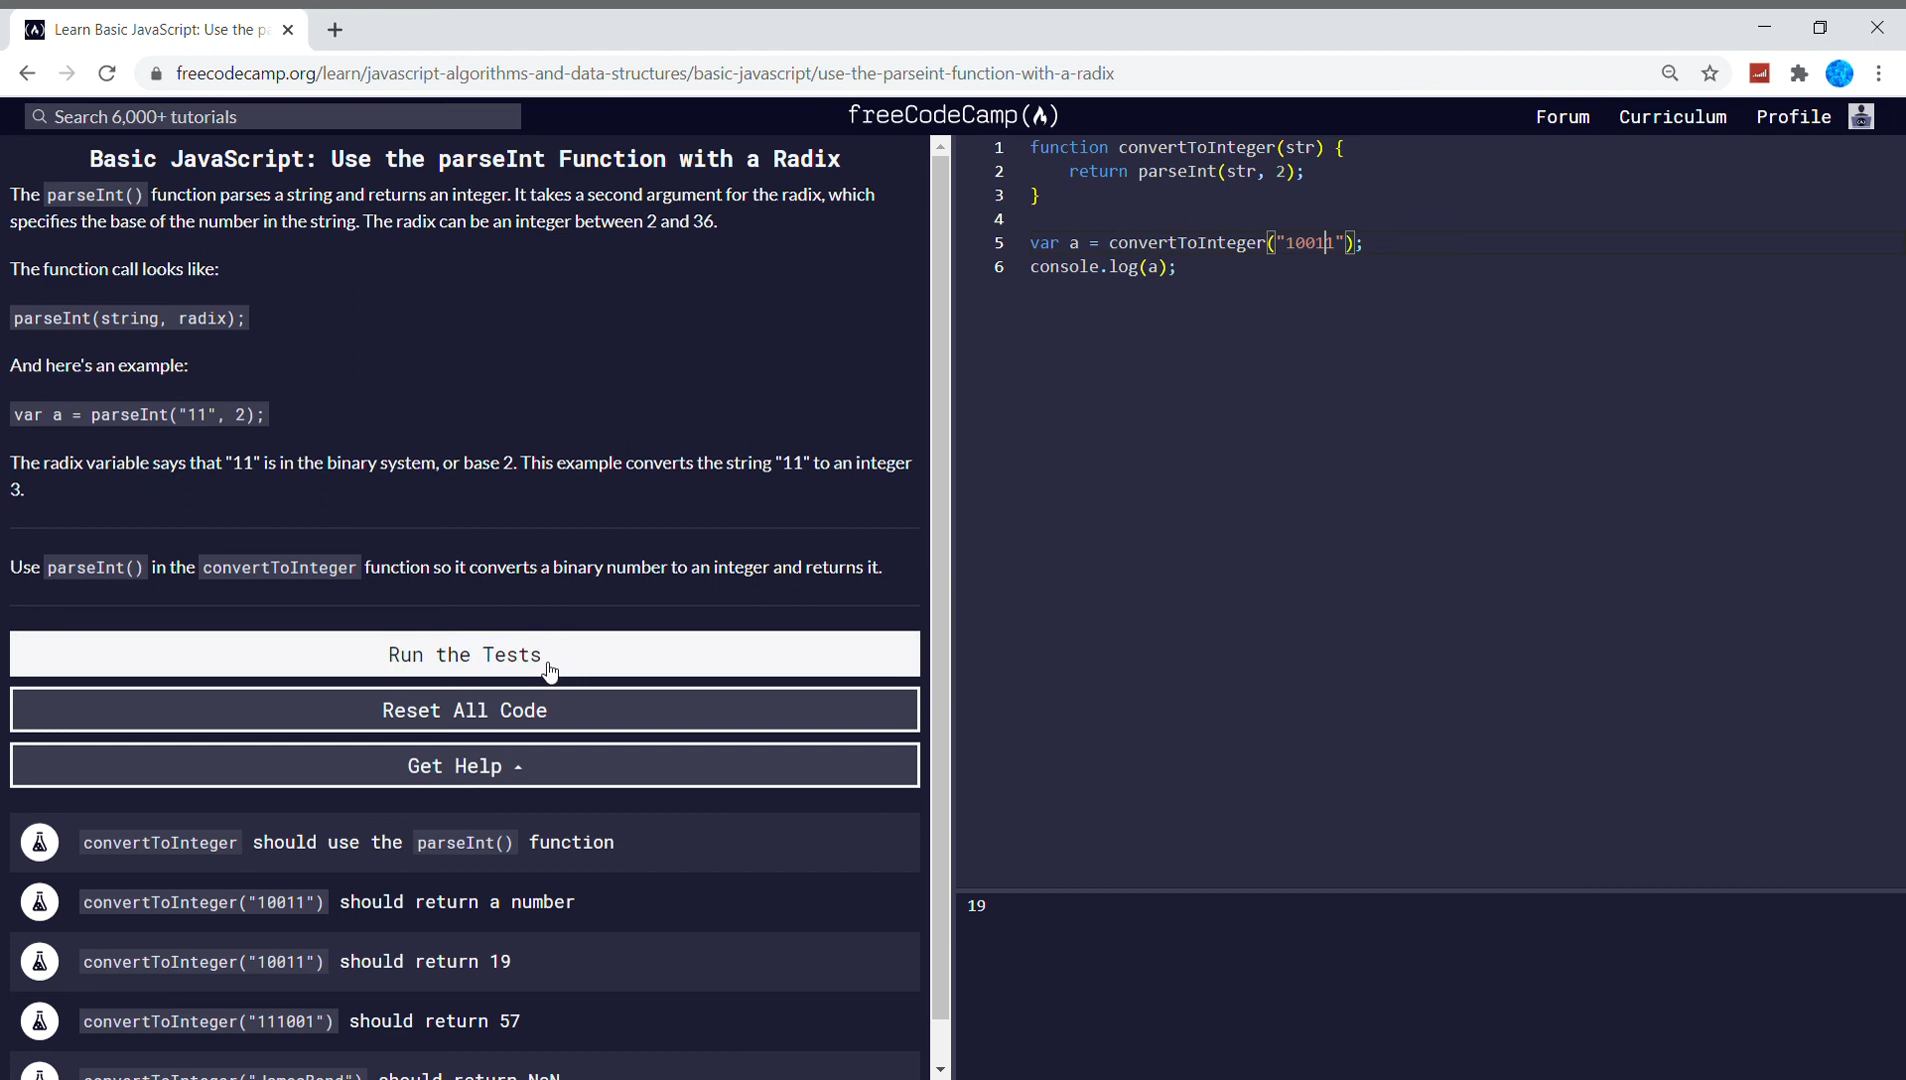 Learn Basic JavaScript: Use the p
freecodecamp.org/learn/javascript-algorithms-and-data-structures/basic-javascript/use-the-parseint-function-with-a-radix
Search 6,000+ tutorials
freeCodeCamp
Forum Curriculum Profile
Basic JavaScript: Use the parseInt Function with a Radix
The parseInt() function parses a string and returns an integer. It takes a second argument for the radix, which
specifies the base of the number in the string. The radix can be an integer between 2 and 36.
The function call looks like:
parseInt(string, radix);
And here's an example:
var a = parseInt("11", 2);
The radix variable says that "11" is in the binary system, or base 2. This example converts the string "11" to an integer
3.
Use parseInt() in the convertToInteger function so it converts a binary number to an integer and returns it.
Run the Tests
Reset All Code
Get Help
convertToInteger should use the parseInt() function
convertToInteger("10011") should return a number
convertToInteger("10011") should return 19
convertToInteger("111001") should return 57
convertToInteger("JamesBond") should return NaN
1 function convertToInteger(str) {
2 return parseInt(str, 2);
3 }
4
5 var a = convertToInteger("10011");
6 console.log(a);
19